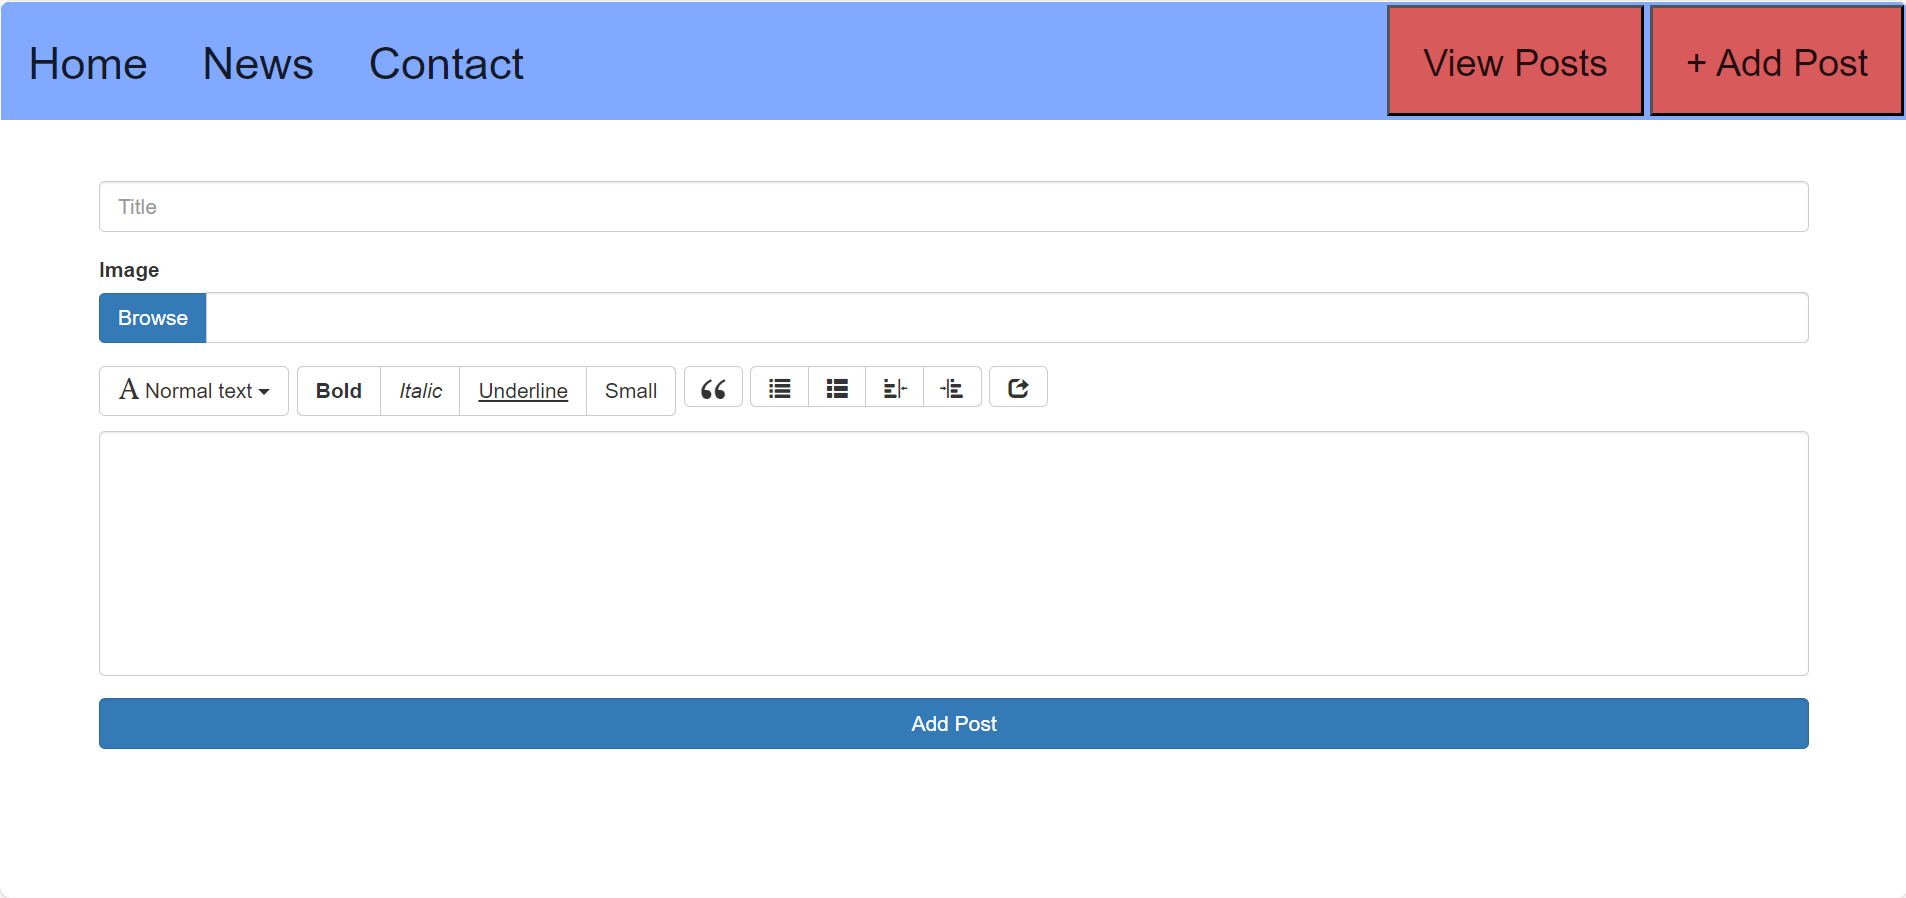 Home News Contact View Posts + Add Post
Title
Image
Browse
A Normal text Bold Italic Underline Small
Add Post